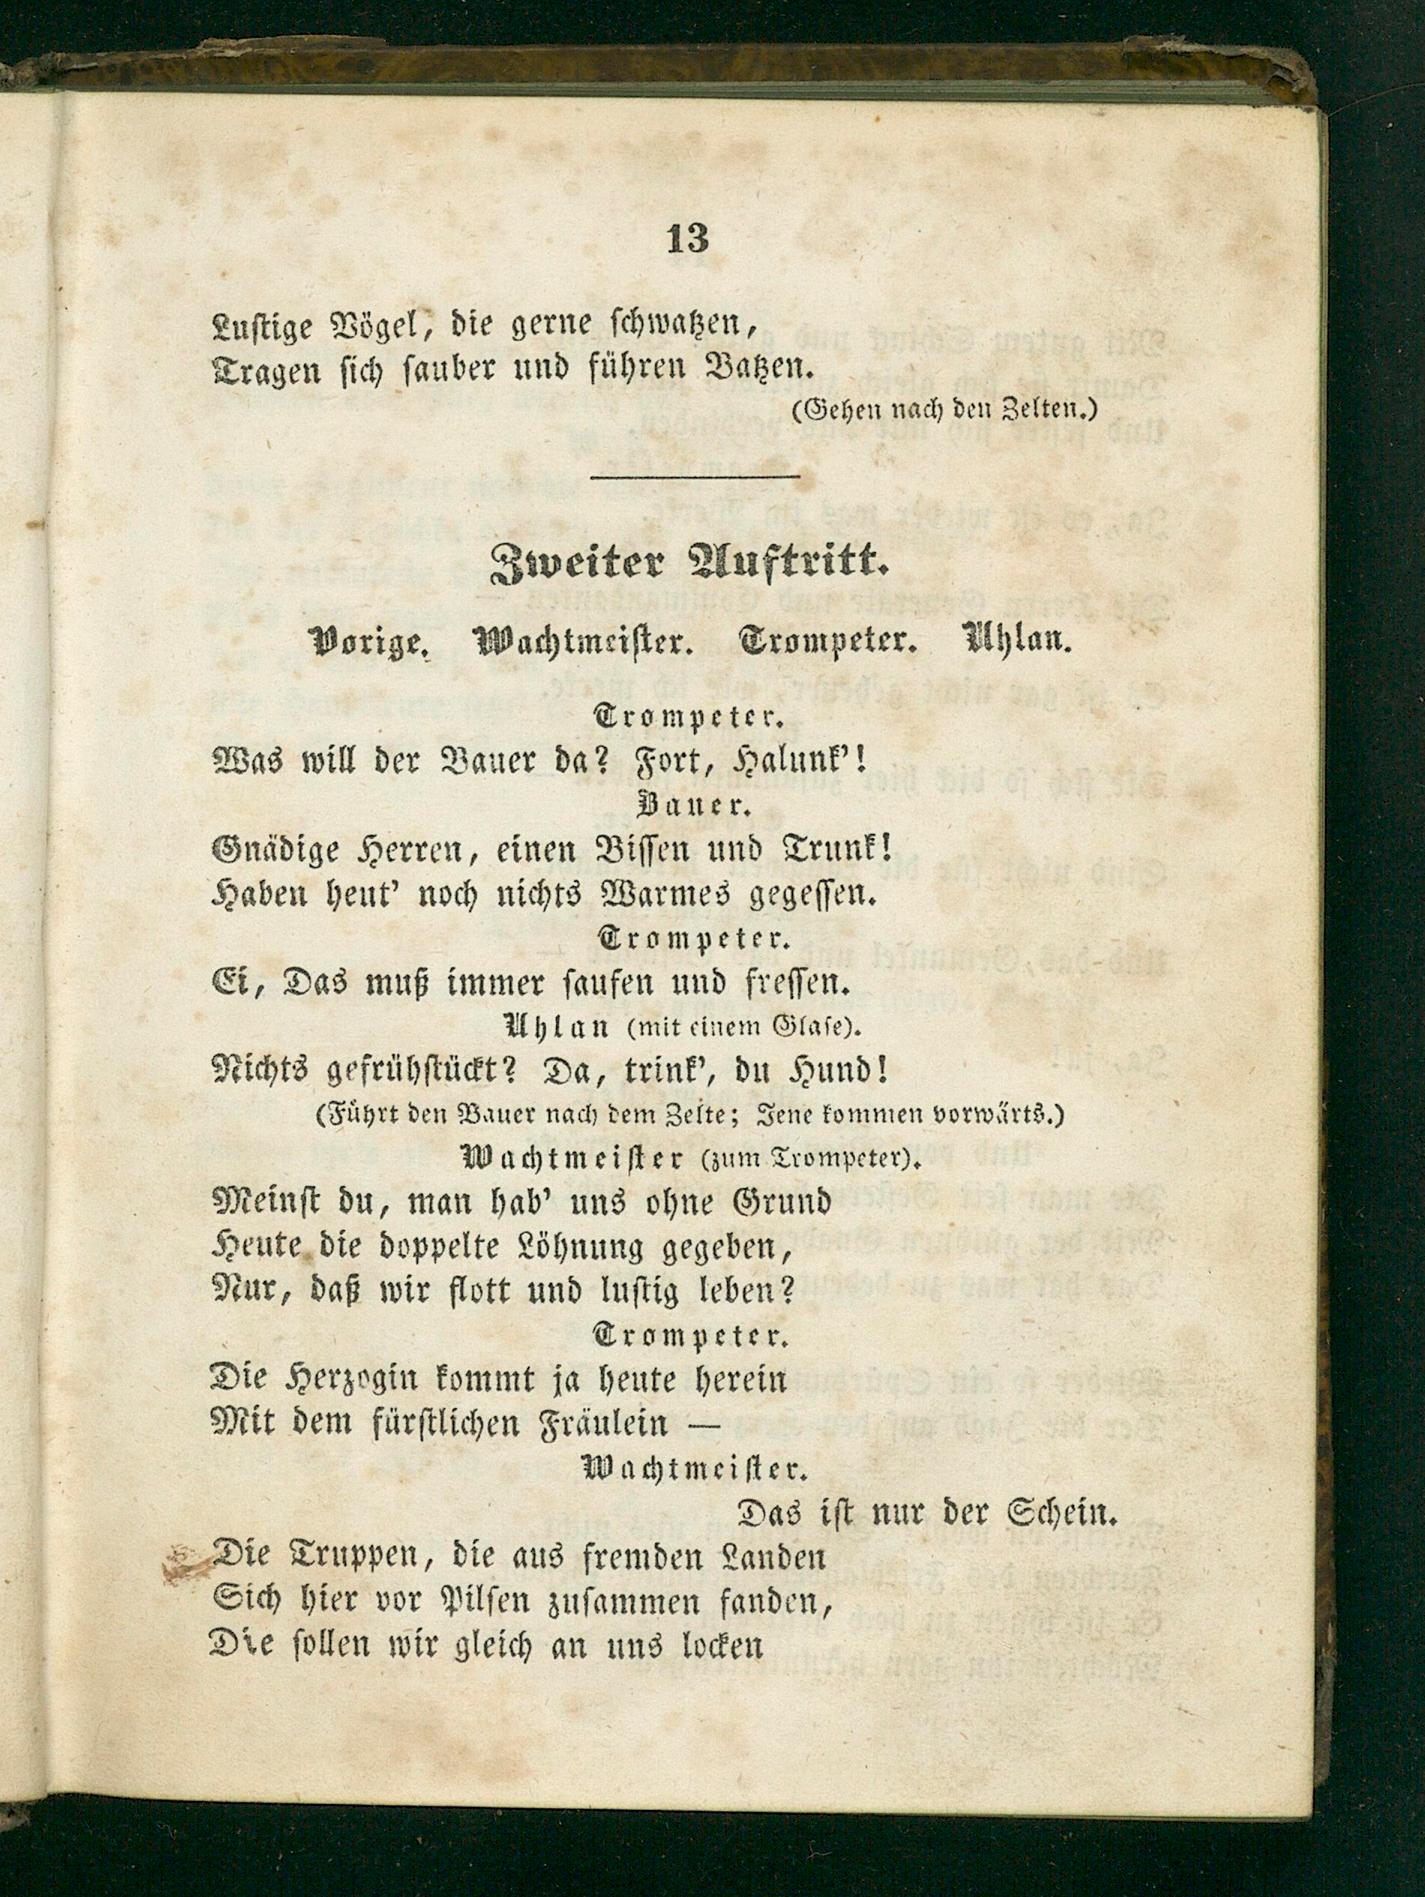 13
Luſtige Vögel, die gerne ſchwatzen,
Tragen ſich ſauber und führen Batzen.
(Gehen nach den Zelten.)
Zweiter Auftritt.
Vorige. Wachtmeiſter. Trompeter. Uhlan.
Trompeter.
Was will der Bauer da? Fort, Halunk’!
Bauer.
Gnädige Herren, einen Biſſen und Trunk!
Haben heut’ noch nichts Warmes gegeſſen.
Trompeter.
Ei, Das muß immer ſaufen und freſſen.
Uhlan (mit einem Glaſe).
Nichts gefrühſtückt? Da, trink’, du Hund!
(Führt den Bauer nach dem Zelte; Jene kommen vorwärts.)
Wachtmeiſter (zum Trompeter).
Meinſt du, man hab’ uns ohne Grund
Heute die doppelte Löhnung gegeben,
Nur, daß wir flott und luſtig leben?
Trompeter.
Die Herzogin kommt ja heute herein
Mit dem fürſtlichen Fräulein —
Wachtmeiſter.
Das iſt nur der Schein.
Die Truppen, die aus fremden Landen
Sich hier vor Pilſen zuſammen fanden,
Die ſollen wir gleich an uns locken